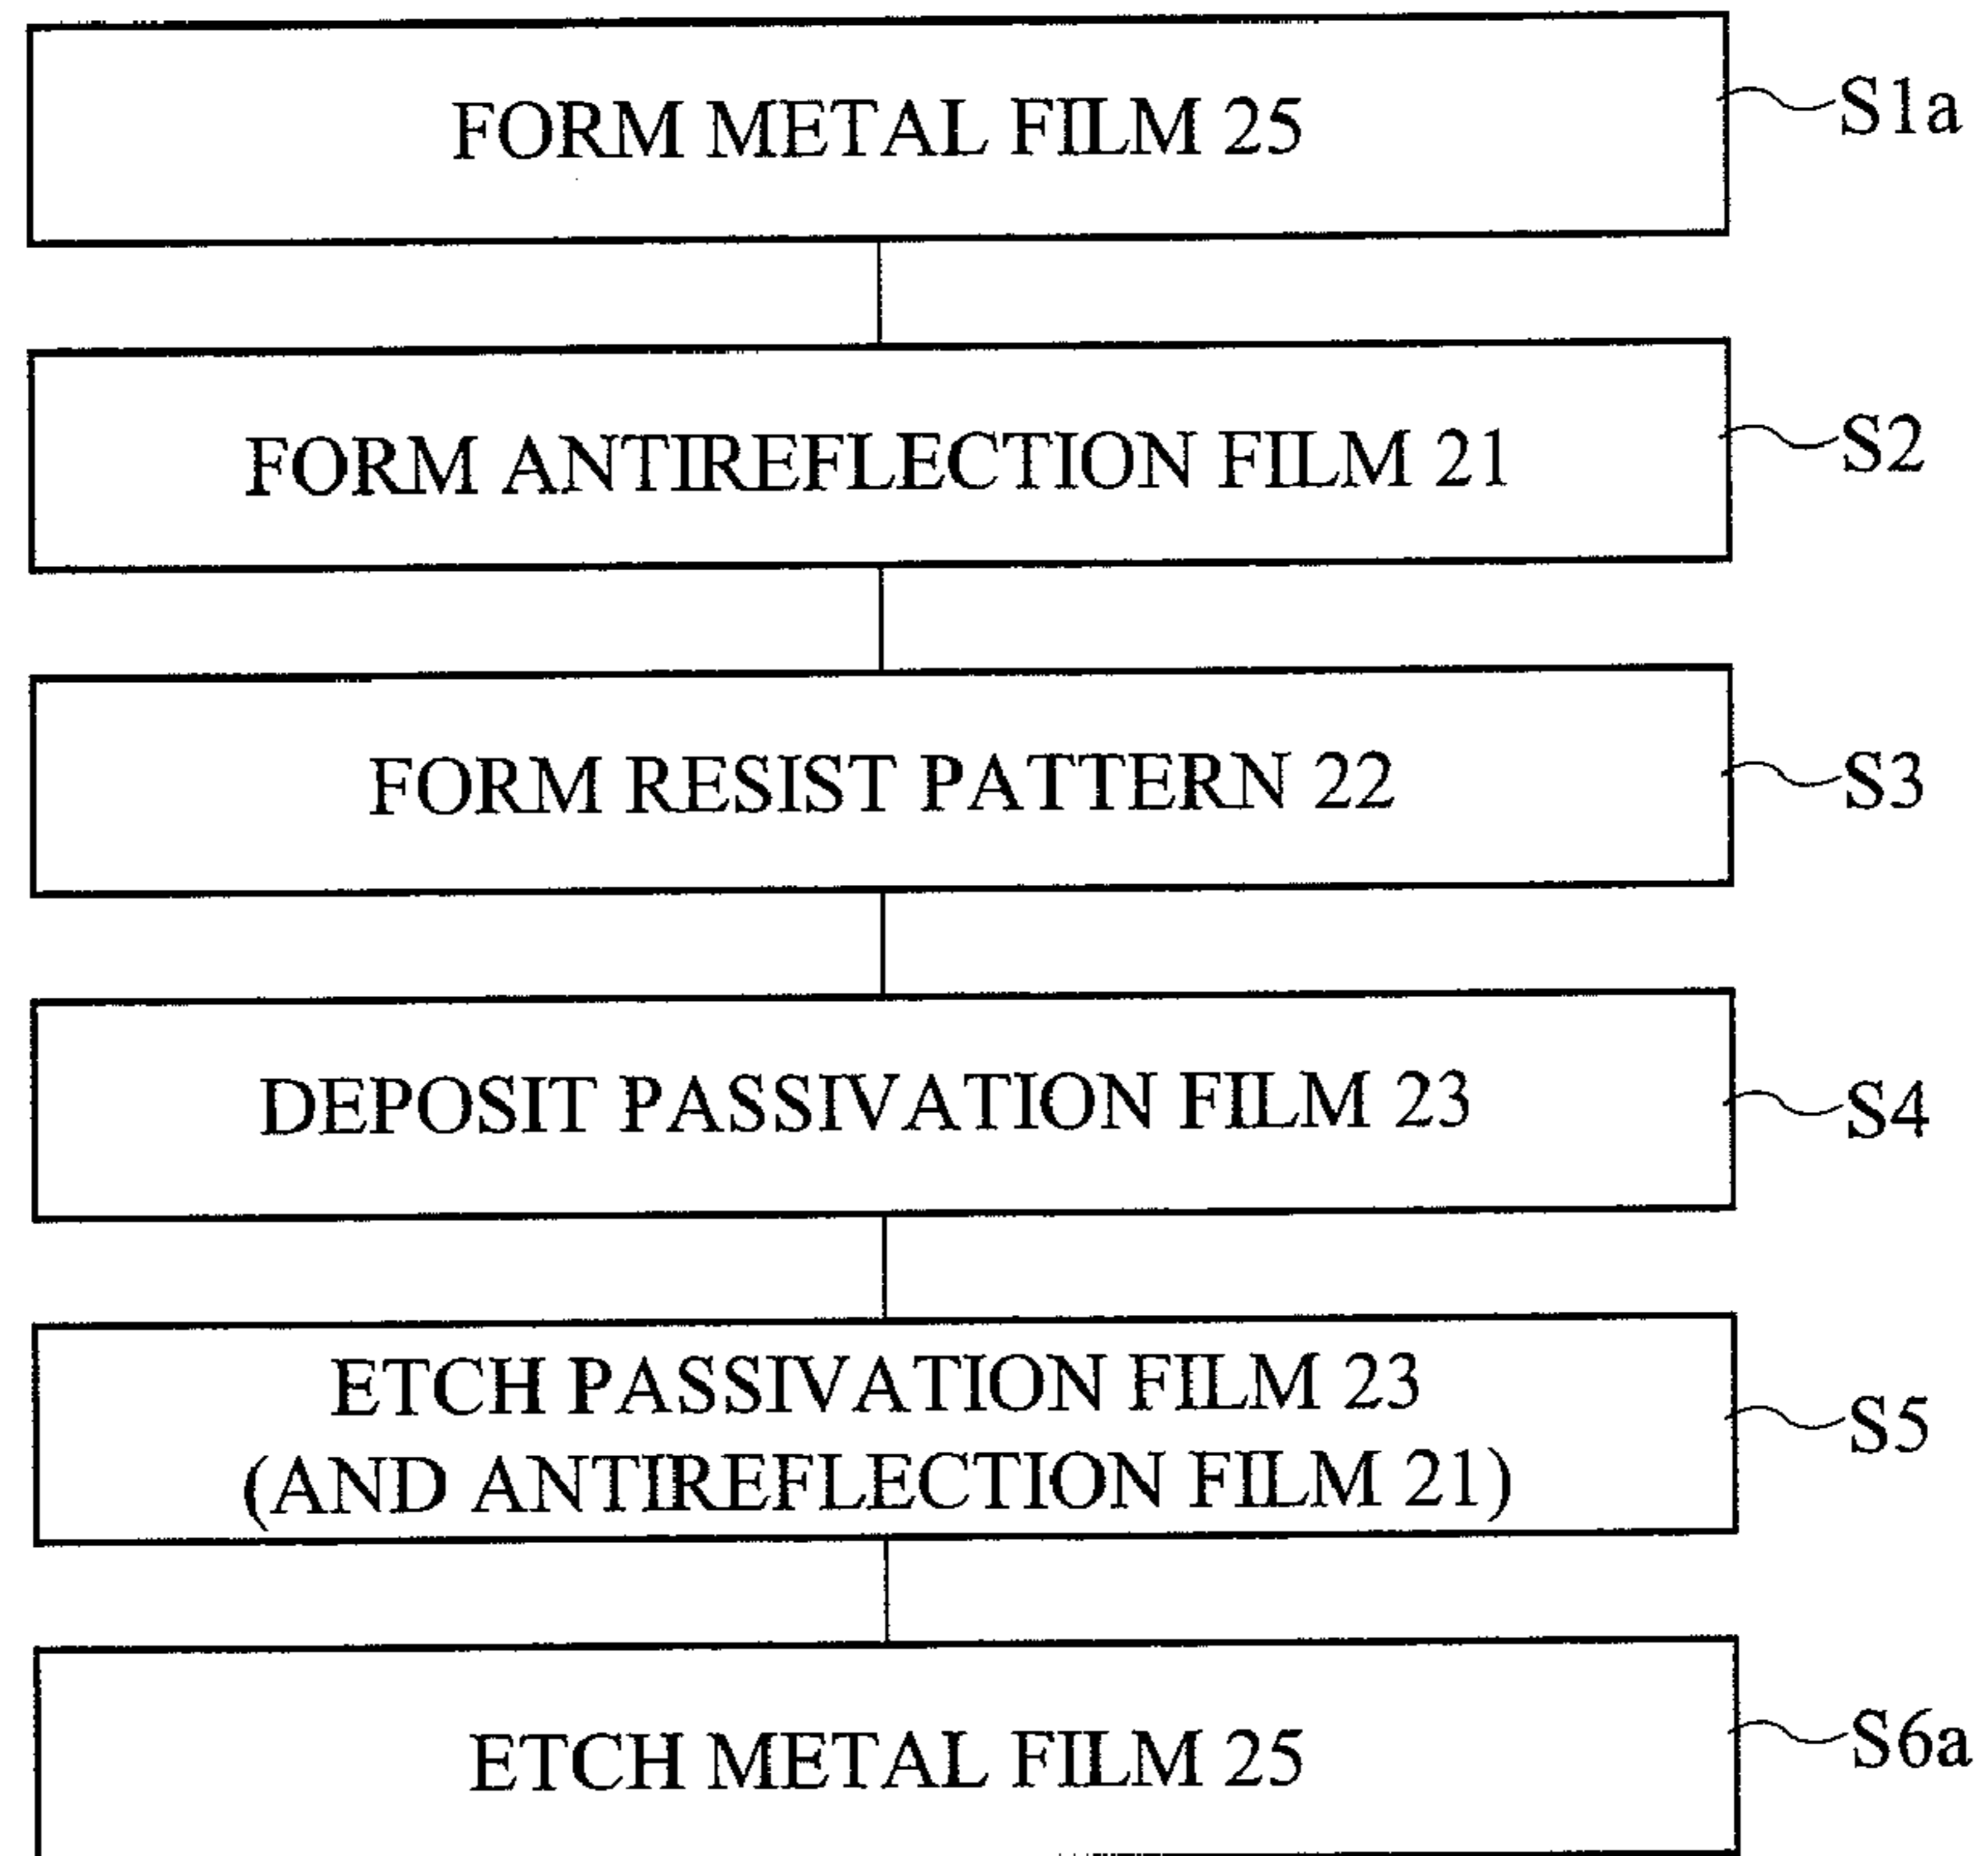 FORM METAL FILM 25
S1a
FORM ANTIREFLECTION FILM 21
S2
FORM RESIST PATTERN 22
S3
DEPOSIT PASSIVATION FILM 23
S4
ETCH PASSIVATION FILM 23
(AND ANTIREFLECTION FILM 21)
S5
ETCH METAL FILM 25
S6a